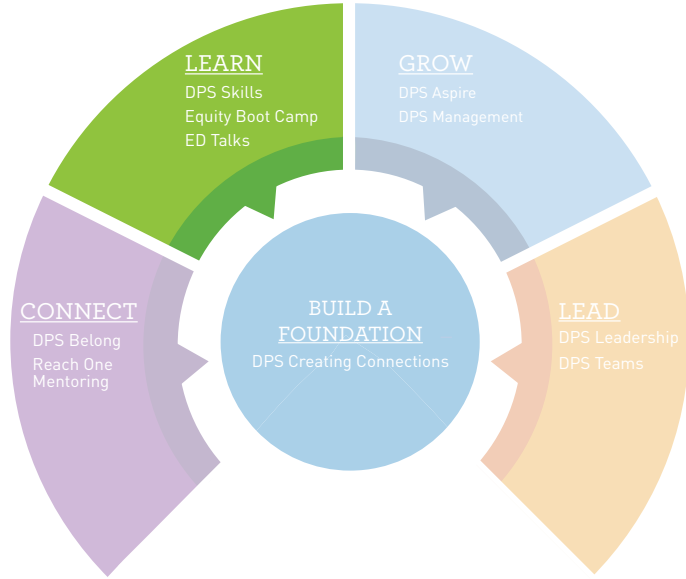 LEARN
DPS Skills
Equity Boot Camp
ED Talks
GROW
DPS Aspire
DPS Management
CONNECT
DPS Belong
Reach One
Mentoring
BUILD A
FOUNDATION
DPS Creating Connections
LEAD
DPS Leadership
DPS Teams